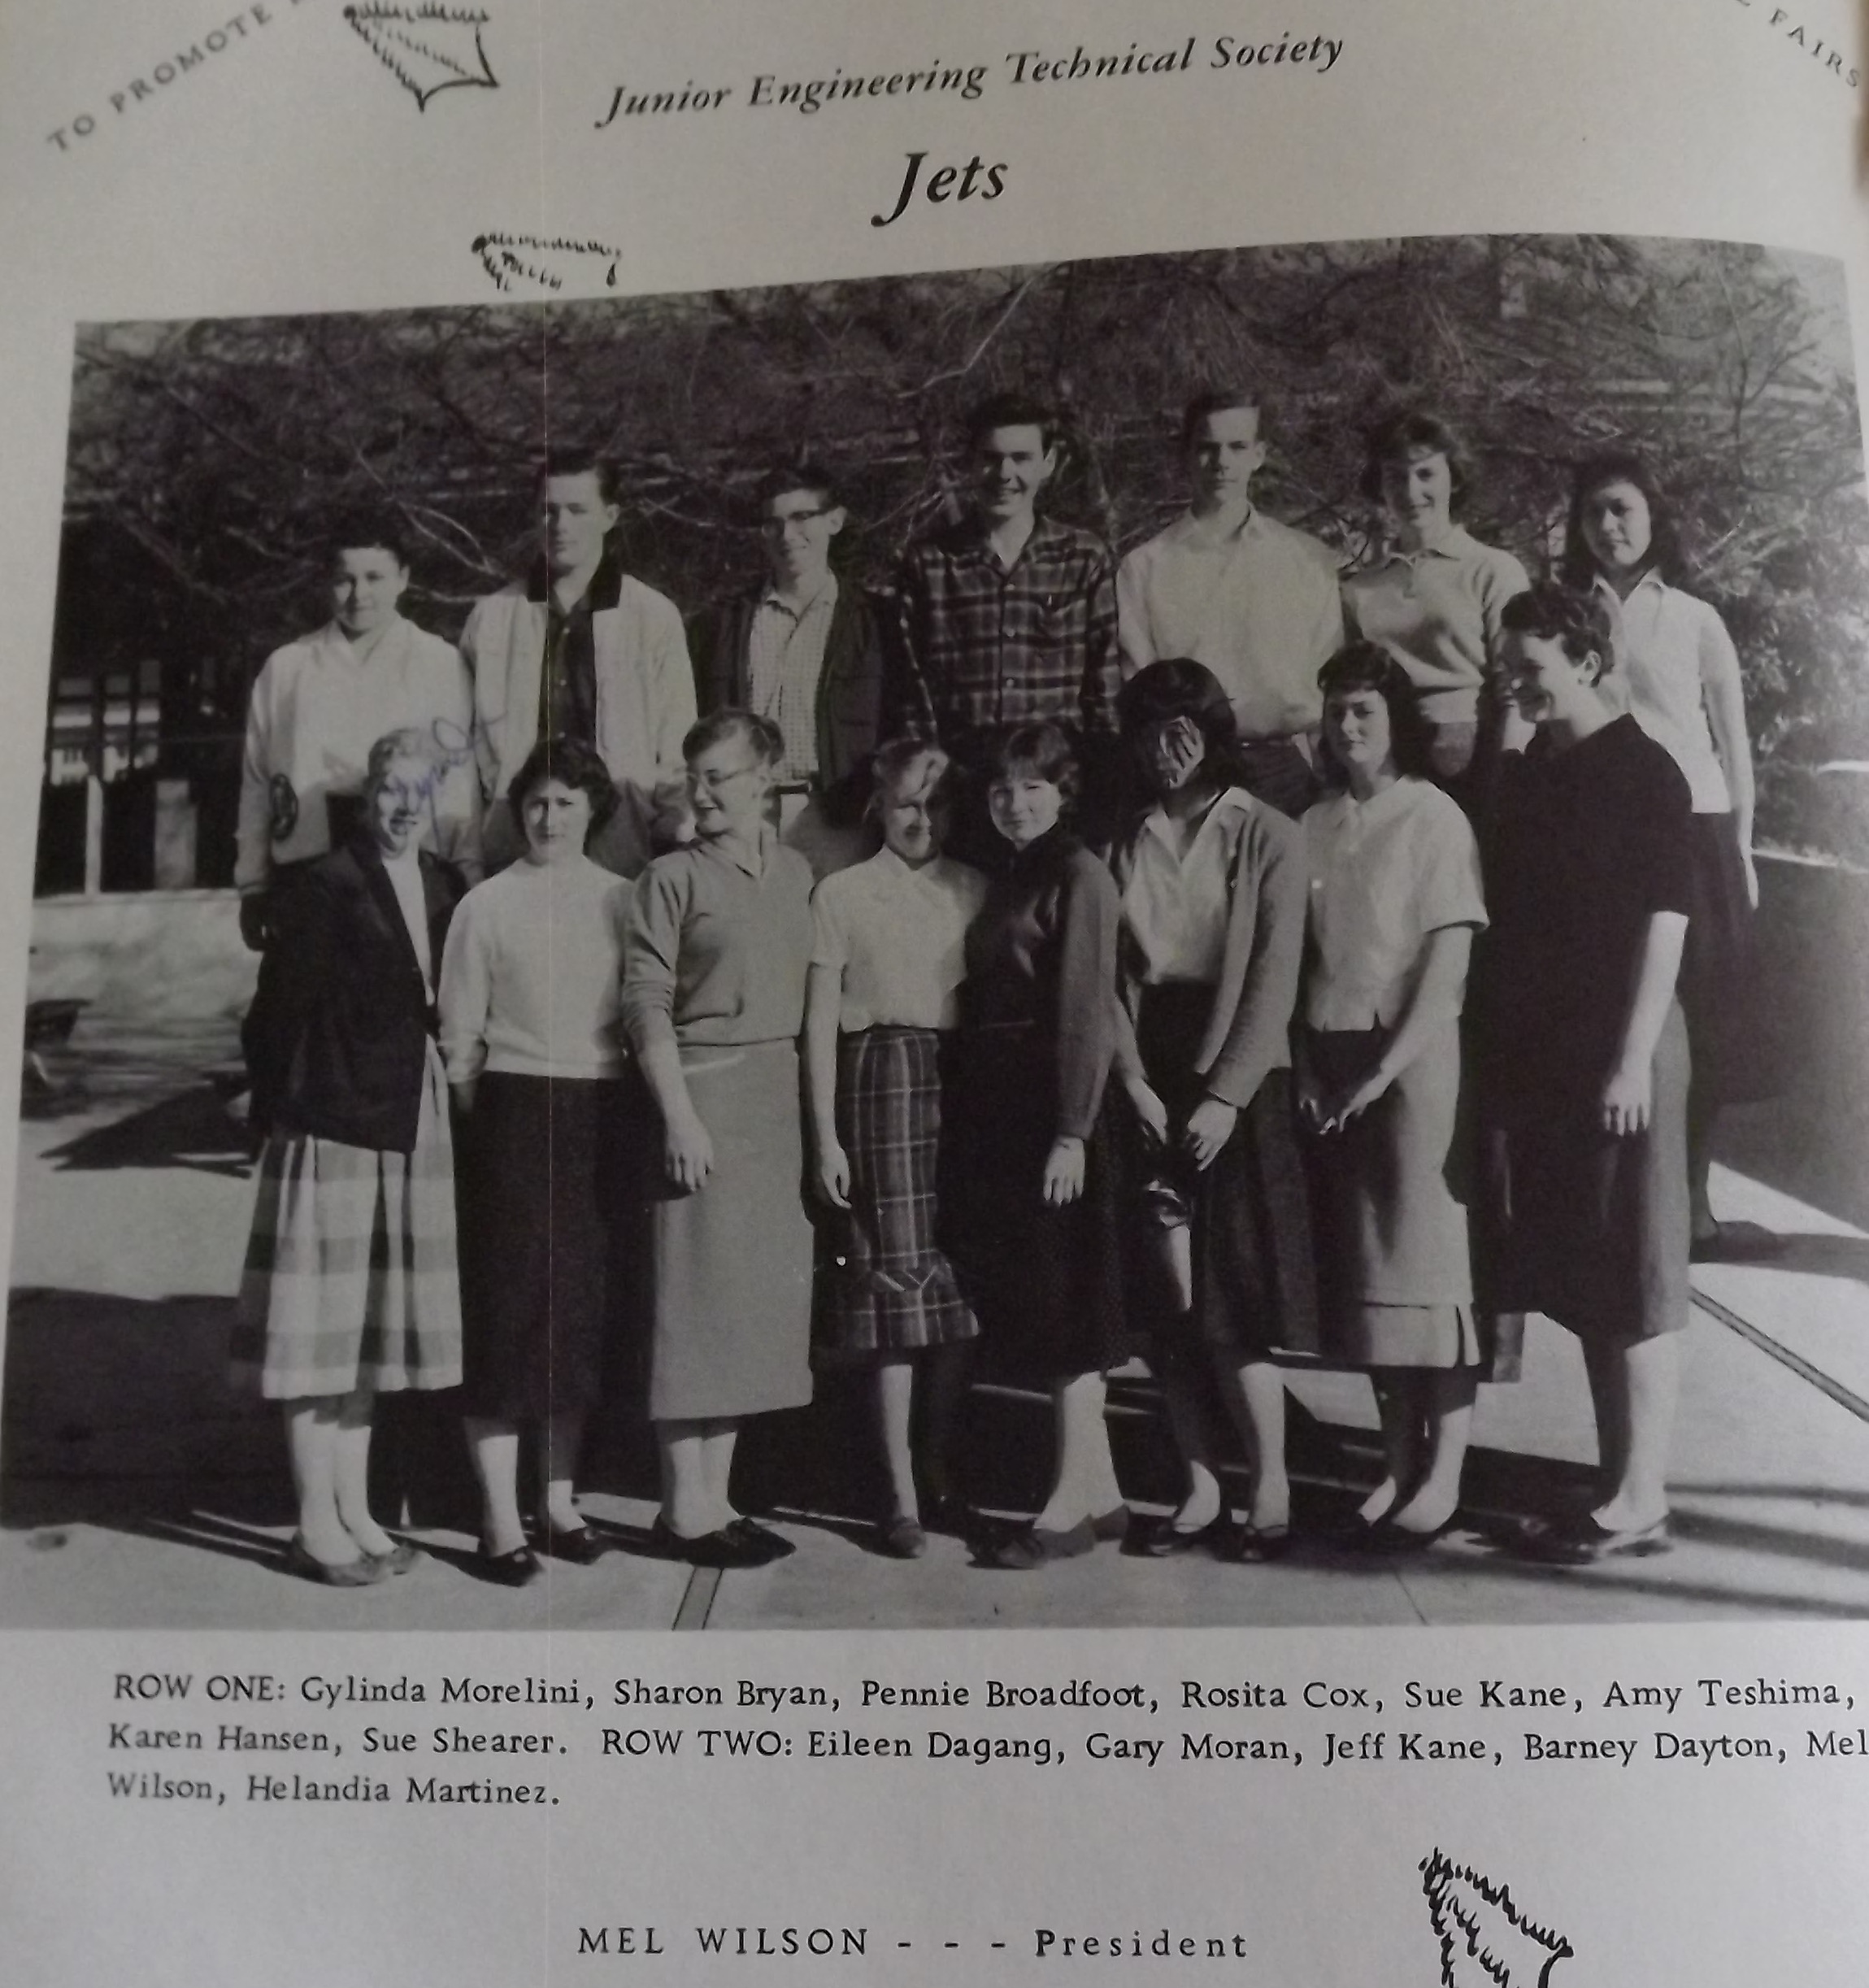 TO PROMOTE
FAIRS
Junior Engineering Technical Society
Jets
ROW ONE: Gylinda Morelini, Sharon Bryan, Pennie Broadfoot, Rosita Cox, Sue Kane, Amy Teshima,
Karen Hansen, Sue Shearer. ROW TWO: Eileen Dagang, Gary Moran, Jeff Kane, Barney Dayton, Mel
Wilson, Helandia Martinez.
MEL WILSON - - - President